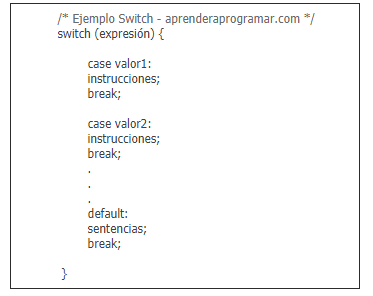 /* Ejemplo Switch - aprenderaprogramar.com */
switch (expresión) {
case valor1:
instrucciones;
break;
case valor2:
instrucciones;
break;
.
.
.
default:
sentencias;
break;
}